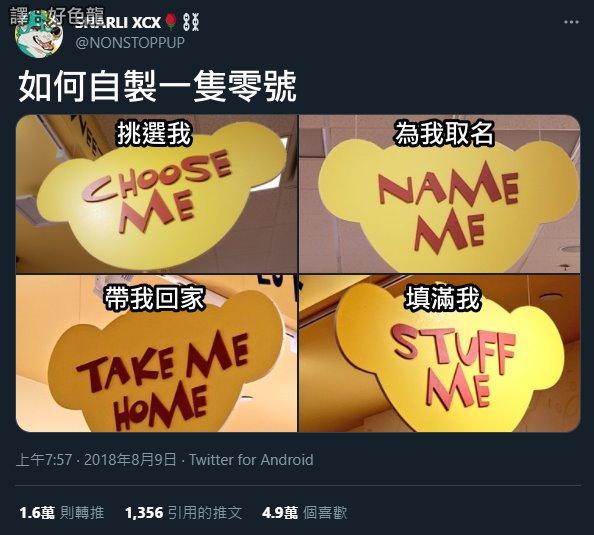 譯：好色龍
SHARLI XCX🌹⛓
@NONSTOPPUP
如何自製一隻零號
挑選我
CHOOSE
ME
為我取名
NAME
ME
帶我回家
TAKE ME
HOME
填滿我
STUFF
ME
上午7:57 · 2018年8月9日 · Twitter for Android
1.6萬 則轉推 1,356 引用的推文 4.9萬 個喜歡